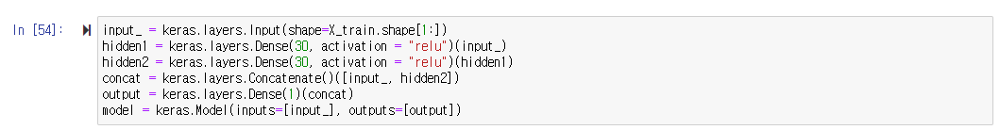 In [54]:
input_ = keras.layers.Input(shape=X_train.shape[1:])
hidden1 = keras.layers.Dense(30, activation = "relu")(input_)
hidden2 = keras.layers.Dense(30, activation = "relu")(hidden1)
concat = keras.layers.Concatenate()([input_, hidden2])
output = keras.layers.Dense(1)(concat)
model = keras.Model(inputs=[input_], outputs=[output])